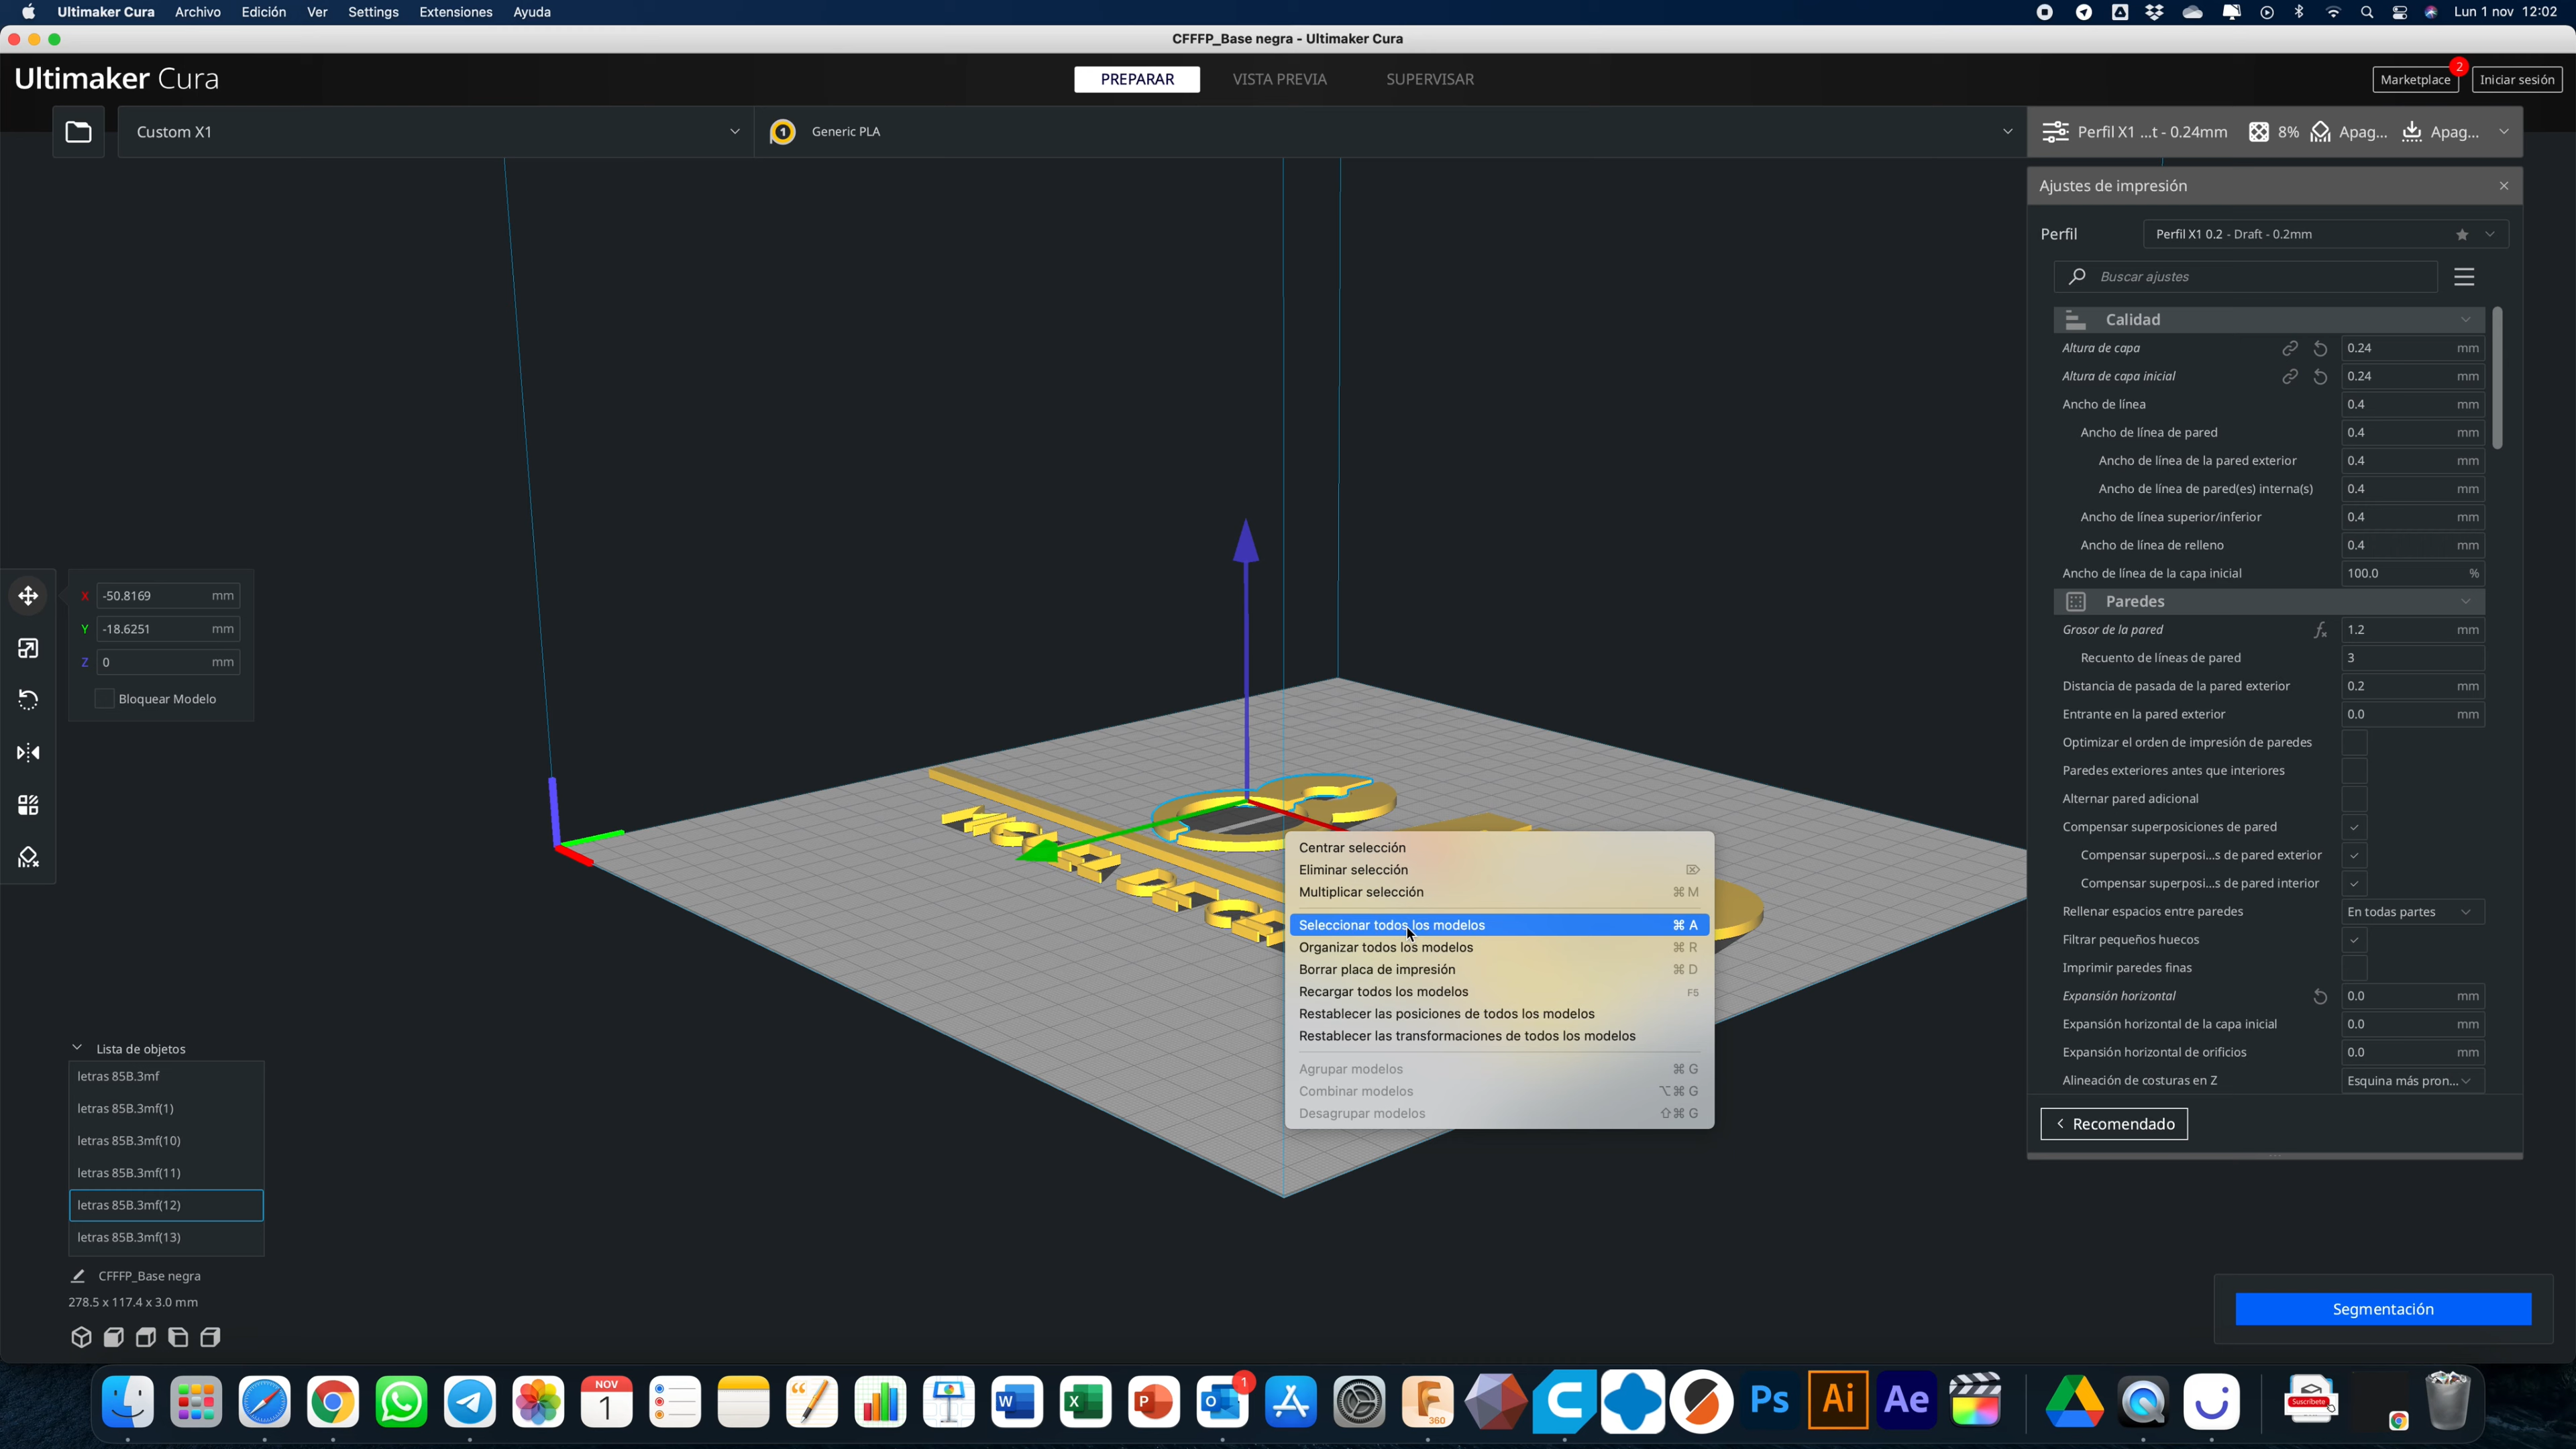 Ultimaker Cura Archivo Edición Ver Settings Extensiones Ayuda Lun 1 nov 12:02
CFFFP_Base negra - Ultimaker Cura
Ultimaker Cura PREPARAR VISTA PREVIA SUPERVISAR Marketplace 2 Iniciar sesión
Custom X1 1 Generic PLA Perfil X1 ...t - 0.24mm 8% Apag... Apag...
Ajustes de impresión
Perfil Perfil X1 0.2 - Draft - 0.2mm
Buscar ajustes
Calidad
Altura de capa 0.24 mm
Altura de capa inicial 0.24 mm
Ancho de línea 0.4 mm
Ancho de línea de pared 0.4 mm
Ancho de línea de la pared exterior 0.4 mm
Ancho de línea de pared(es) interna(s) 0.4 mm
Ancho de línea superior/inferior 0.4 mm
Ancho de línea de relleno 0.4 mm
Ancho de línea de la capa inicial 100.0 %
Paredes
Grosor de la pared fx 1.2 mm
Recuento de líneas de pared 3
Distancia de pasada de la pared exterior 0.2 mm
Entrante en la pared exterior 0.0 mm
Optimizar el orden de impresión de paredes
Paredes exteriores antes que interiores
Alternar pared adicional
Compensar superposiciones de pared
Compensar superposi...s de pared exterior
Compensar superposi...s de pared interior
Rellenar espacios entre paredes En todas partes
Filtrar pequeños huecos
Imprimir paredes finas
Expansión horizontal 0.0 mm
Expansión horizontal de la capa inicial 0.0 mm
Expansión horizontal de orificios 0.0 mm
Alineación de costuras en Z Esquina más pron...
Recomendado
X -50.8169 mm
Y -18.6251 mm
Z 0 mm
Bloquear Modelo
Centrar selección
Eliminar selección ⌦
Multiplicar selección ⌘ M
Seleccionar todos los modelos ⌘ A
Organizar todos los modelos ⌘ R
Borrar placa de impresión ⌘ D
Recargar todos los modelos F5
Restablecer las posiciones de todos los modelos
Restablecer las transformaciones de todos los modelos
Agrupar modelos ⌘ G
Combinar modelos ⌥⌘ G
Desagrupar modelos ⇧⌘ G
Lista de objetos
letras 85B.3mf
letras 85B.3mf(1)
letras 85B.3mf(10)
letras 85B.3mf(11)
letras 85B.3mf(12)
letras 85B.3mf(13)
CFFFP_Base negra
278.5 x 117.4 x 3.0 mm
Segmentación
NOV 1 W X P O 1 F 360 Ps Ai Ae Suscríbete